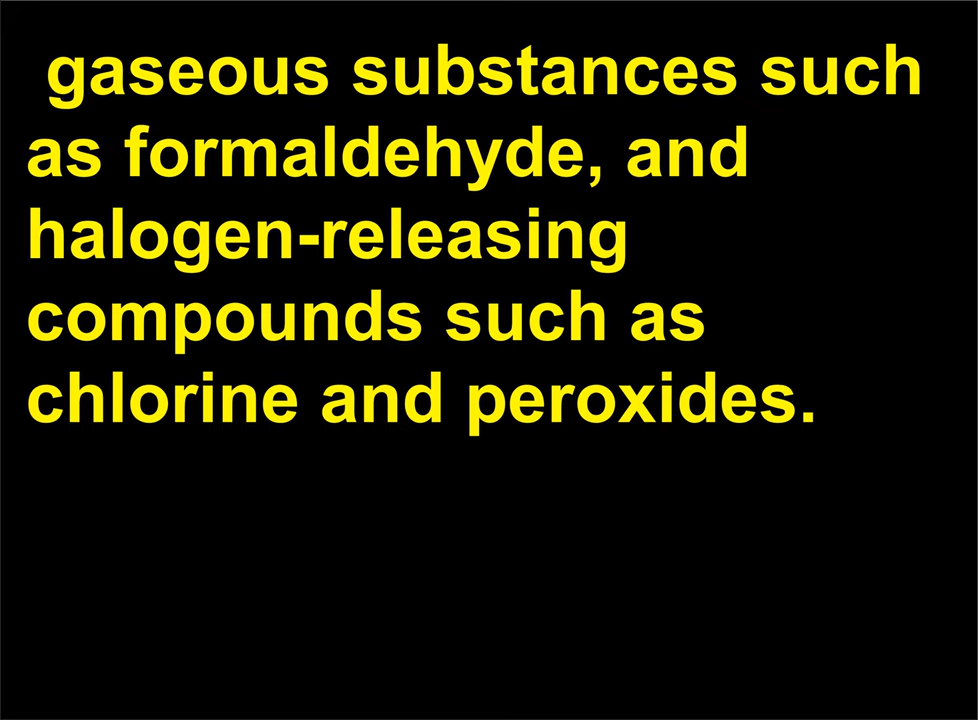 gaseous substances such
as formaldehyde, and
halogen-releasing
compounds such as
chlorine and peroxides.